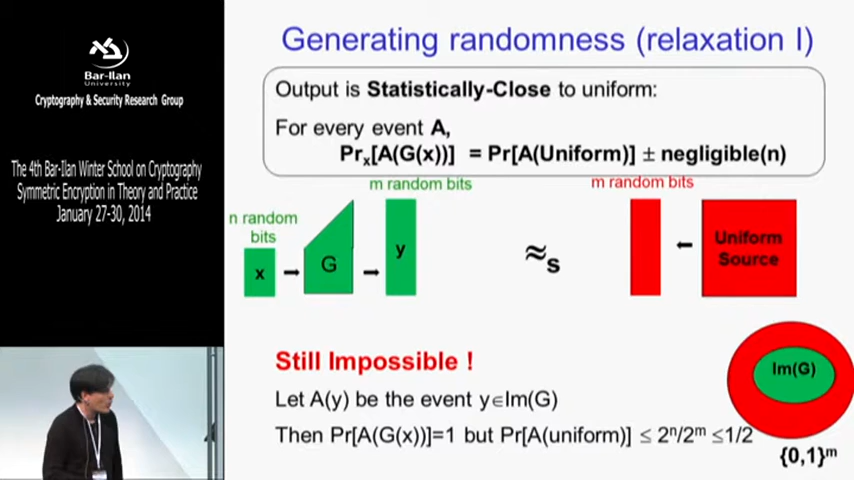 Bar-Ilan
University
Cryptography & Security Research Group
The 4th Bar-Ilan Winter School on Cryptography
Symmetric Encryption in Theory and Practice
January 27-30, 2014
Generating randomness (relaxation I)
Output is Statistically-Close to uniform:
For every event A,
Prₓ[A(G(x))] = Pr[A(Uniform)] ± negligible(n)
m random bits
m random bits
n random
bits
x
G
y
≈s
Uniform
Source
Still Impossible !
Let A(y) be the event y∈Im(G)
Then Pr[A(G(x))]=1 but Pr[A(uniform)] ≤ 2ⁿ/2ᵐ ≤1/2
Im(G)
{0,1}ᵐ